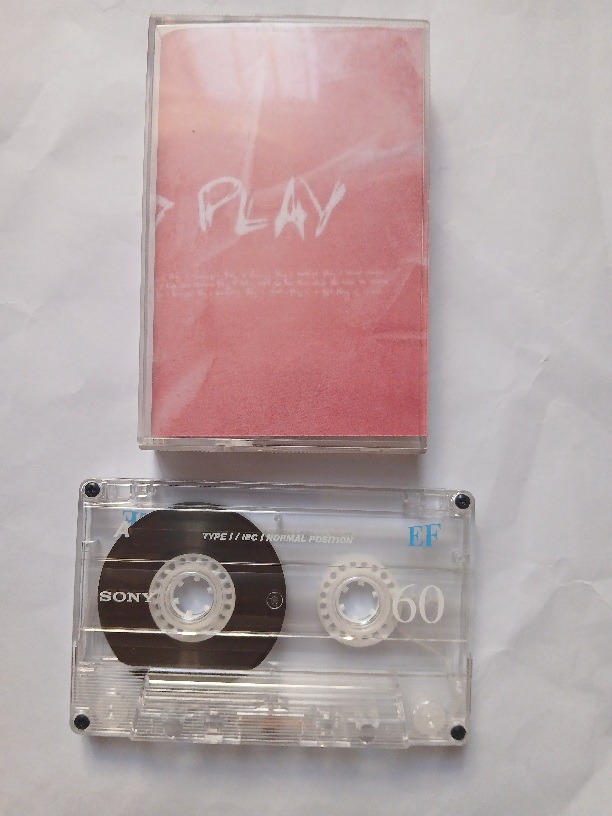 PLAY
A
EF
TYPE I / IEC I NORMAL POSITION
SONY
60